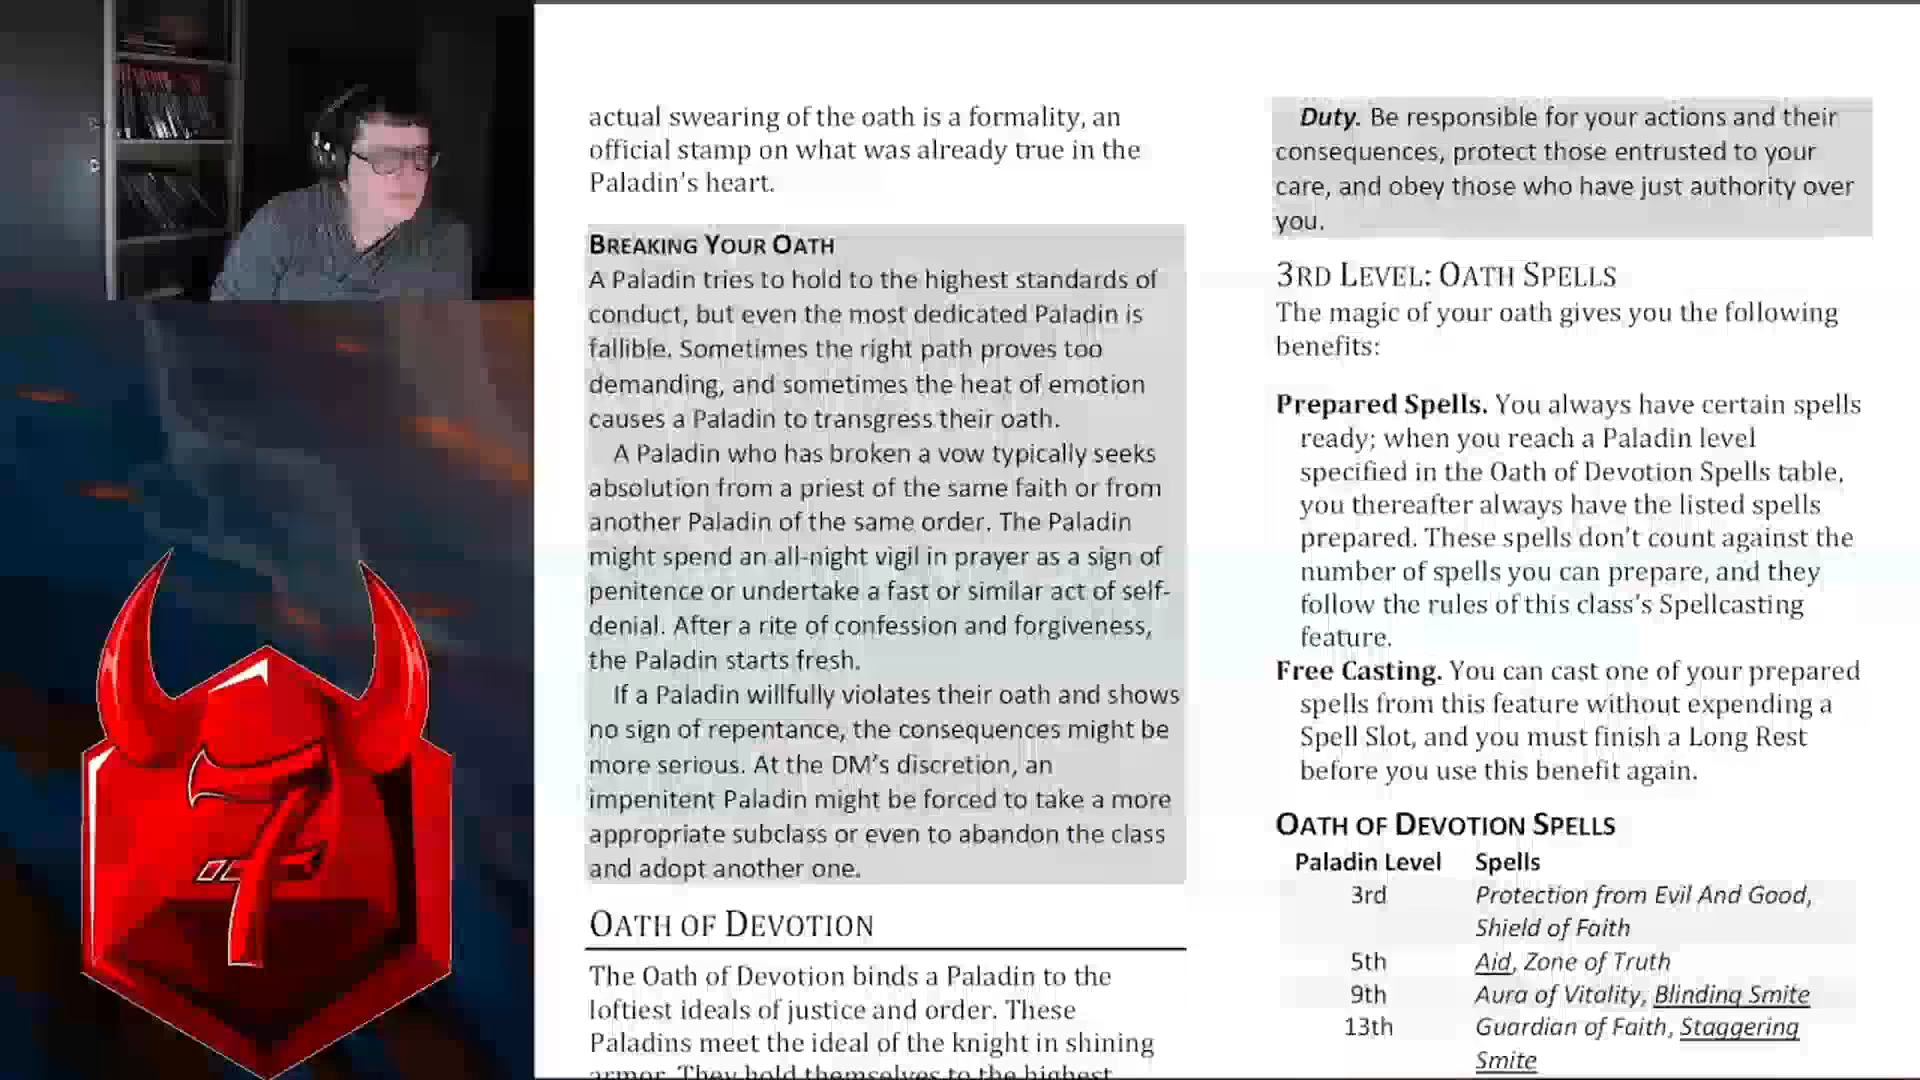 actual swearing of the oath is a formality, an
official stamp on what was already true in the
Paladin's heart.
BREAKING YOUR OATH
A Paladin tries to hold to the highest standards of
conduct, but even the most dedicated Paladin is
fallible. Sometimes the right path proves too
demanding, and sometimes the heat of emotion
causes a Paladin to transgress their oath.
A Paladin who has broken a vow typically seeks
absolution from a priest of the same faith or from
another Paladin of the same order. The Paladin
might spend an all-night vigil in prayer as a sign of
penitence or undertake a fast or similar act of self-
denial. After a rite of confession and forgiveness,
the Paladin starts fresh.
If a Paladin willfully violates their oath and shows
no sign of repentance, the consequences might be
more serious. At the DM's discretion, an
impenitent Paladin might be forced to take a more
appropriate subclass or even to abandon the class
and adopt another one.
OATH OF DEVOTION
The Oath of Devotion binds a Paladin to the
loftiest ideals of justice and order. These
Paladins meet the ideal of the knight in shining
armor. They hold themselves to the highest
Duty. Be responsible for your actions and their
consequences, protect those entrusted to your
care, and obey those who have just authority over
you.
3RD LEVEL: OATH SPELLS
The magic of your oath gives you the following
benefits:
Prepared Spells. You always have certain spells
ready; when you reach a Paladin level
specified in the Oath of Devotion Spells table,
you thereafter always have the listed spells
prepared. These spells don't count against the
number of spells you can prepare, and they
follow the rules of this class's Spellcasting
feature.
Free Casting. You can cast one of your prepared
spells from this feature without expending a
Spell Slot, and you must finish a Long Rest
before you use this benefit again.
OATH OF DEVOTION SPELLS
Paladin Level Spells
3rd Protection from Evil And Good,
Shield of Faith
5th Aid, Zone of Truth
9th Aura of Vitality, Blinding Smite
13th Guardian of Faith, Staggering
Smite
7